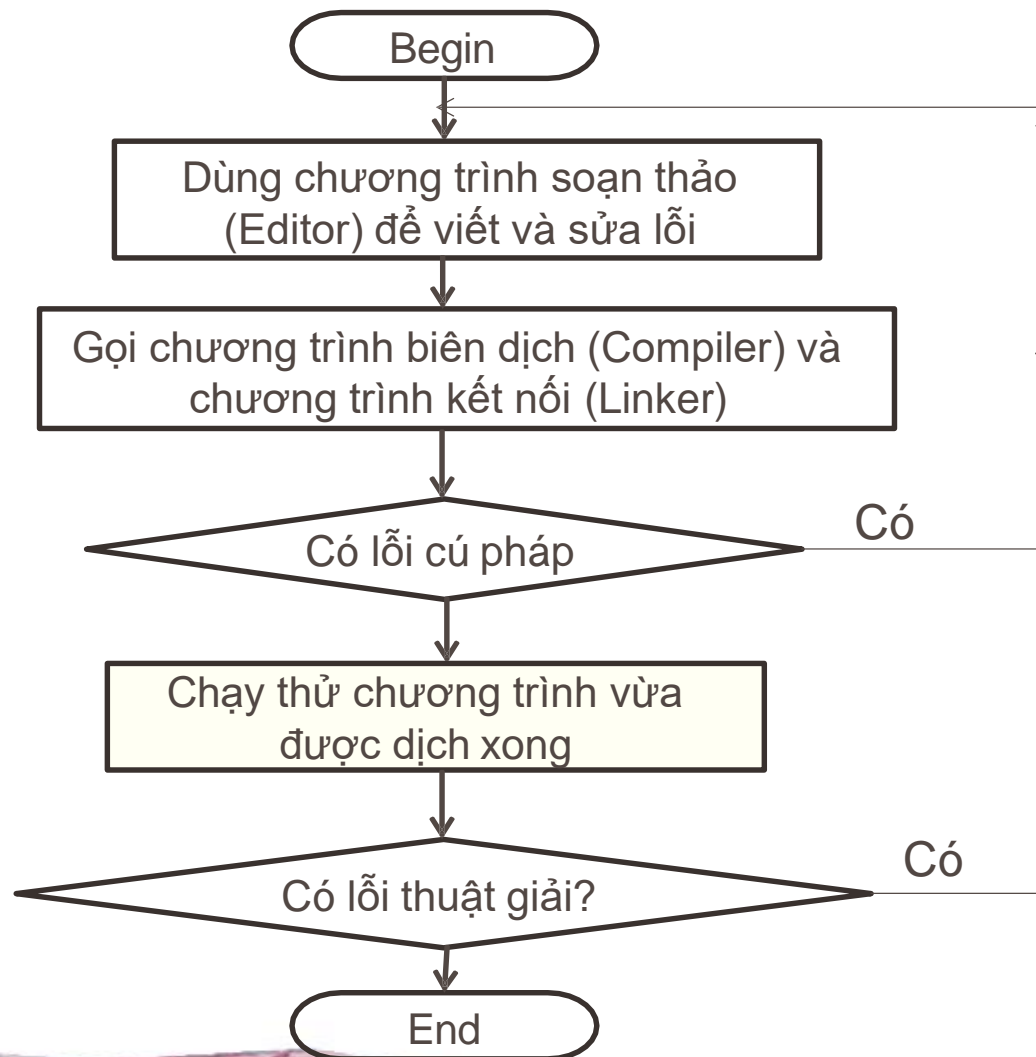 Begin
Dùng chương trình soạn thảo
(Editor) để viết và sửa lỗi
Gọi chương trình biên dịch (Compiler) và
chương trình kết nối (Linker)
Có
Có lỗi cú pháp
Chạy thử chương trình vừa
được dịch xong
Có
Có lỗi thuật giải?
End